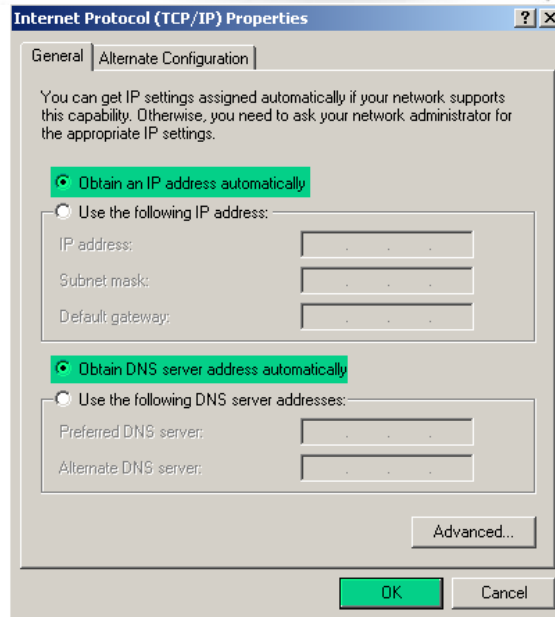 Internet Protocol (TCP/IP) Properties
General
Alternate Configuration
You can get IP settings assigned automatically if your network supports
this capability. Otherwise, you need to ask your network administrator for
the appropriate IP settings.
Obtain an IP address automatically
Use the following IP address:
IP address:
Subnet mask:
Default gateway:
Obtain DNS server address automatically
Use the following DNS server addresses:
Preferred DNS server:
Alternate DNS server:
Advanced...
OK
Cancel